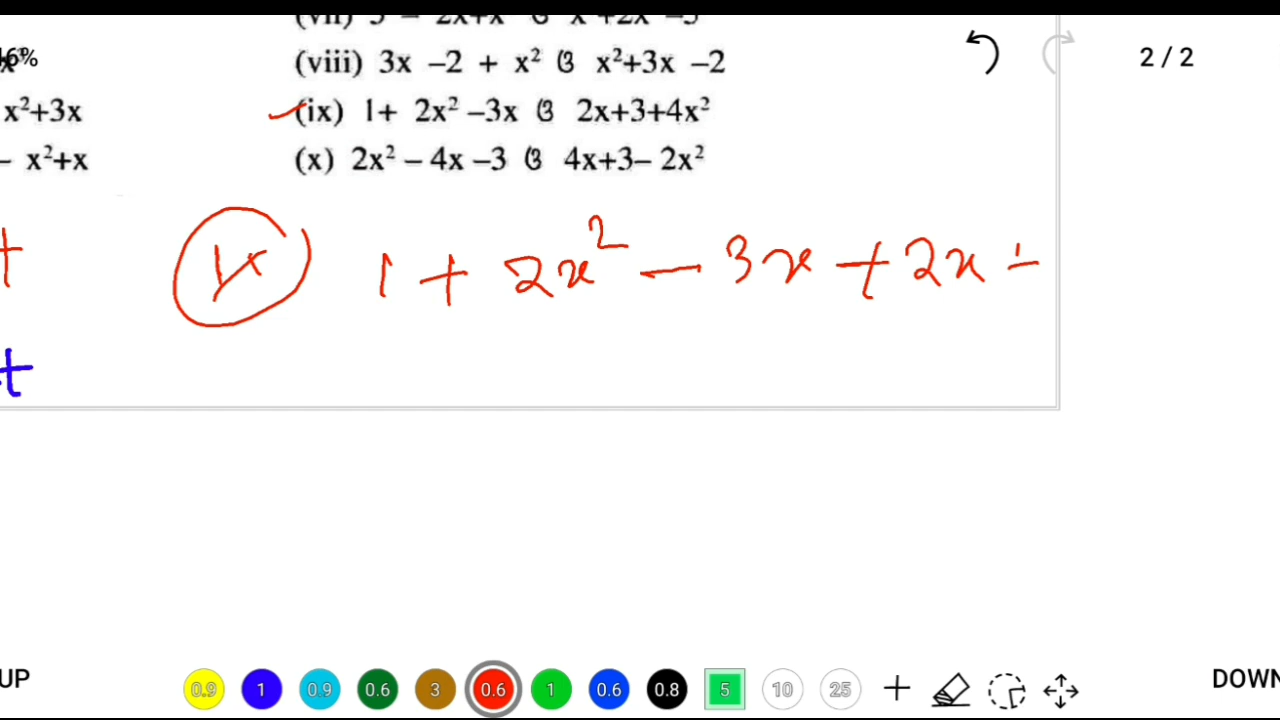 (viii) 3x –2 + x² ও x²+3x –2
2 / 2
x²+3x
(ix) 1+ 2x² –3x ও 2x+3+4x²
– x²+x
(x) 2x² – 4x –3 ও 4x+3– 2x²
1 + 2x² – 3x + 2x +
UP
0.9 1 0.9 0.6 3 0.6 1 0.6 0.8 5 10 25
DOWN